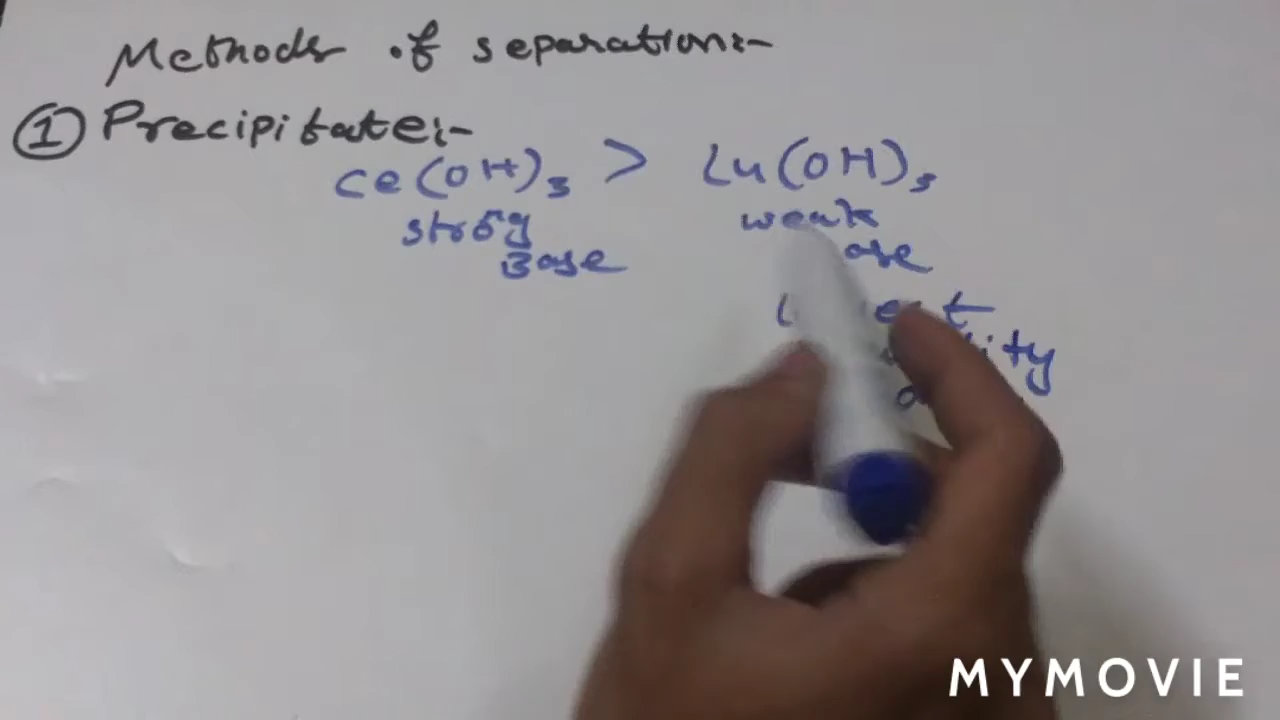 Methods of separation:-
① Precipitate:-
Ce(OH)₃ > Lu(OH)₃
strong weak
Base
MYMOVIE